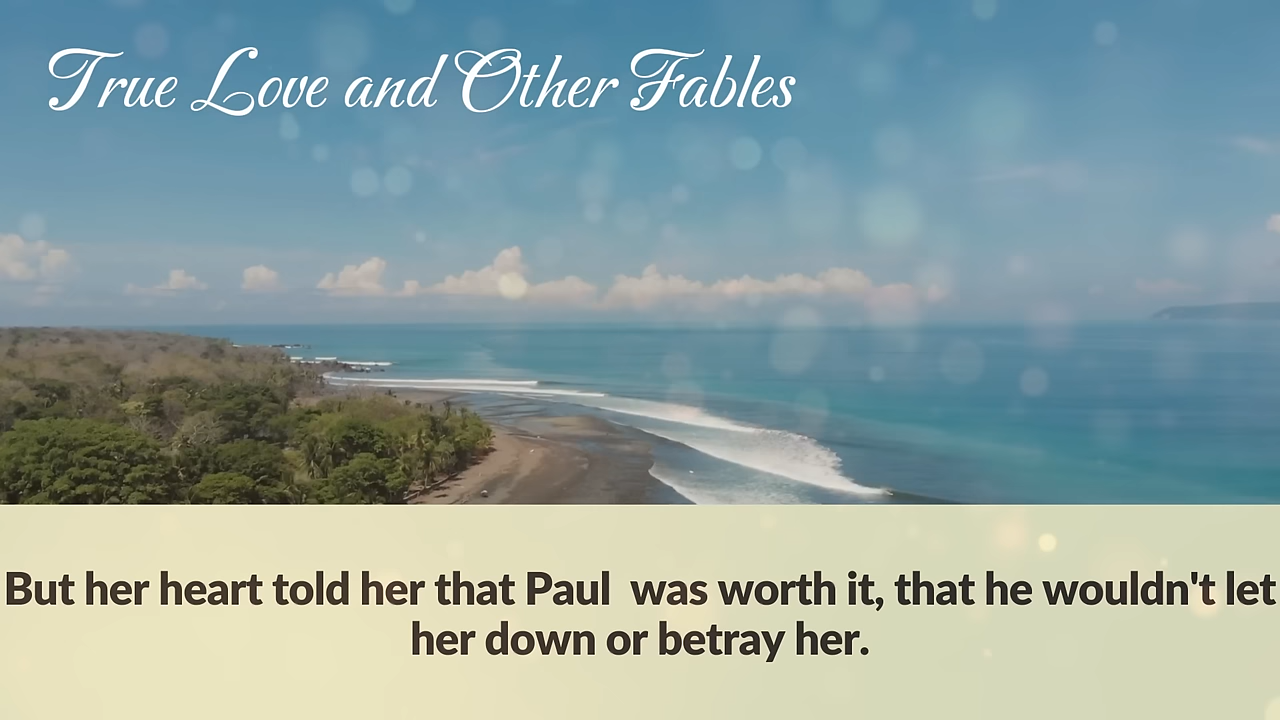 True Love and Other Fables
But her heart told her that Paul  was worth it, that he wouldn't let
her down or betray her.